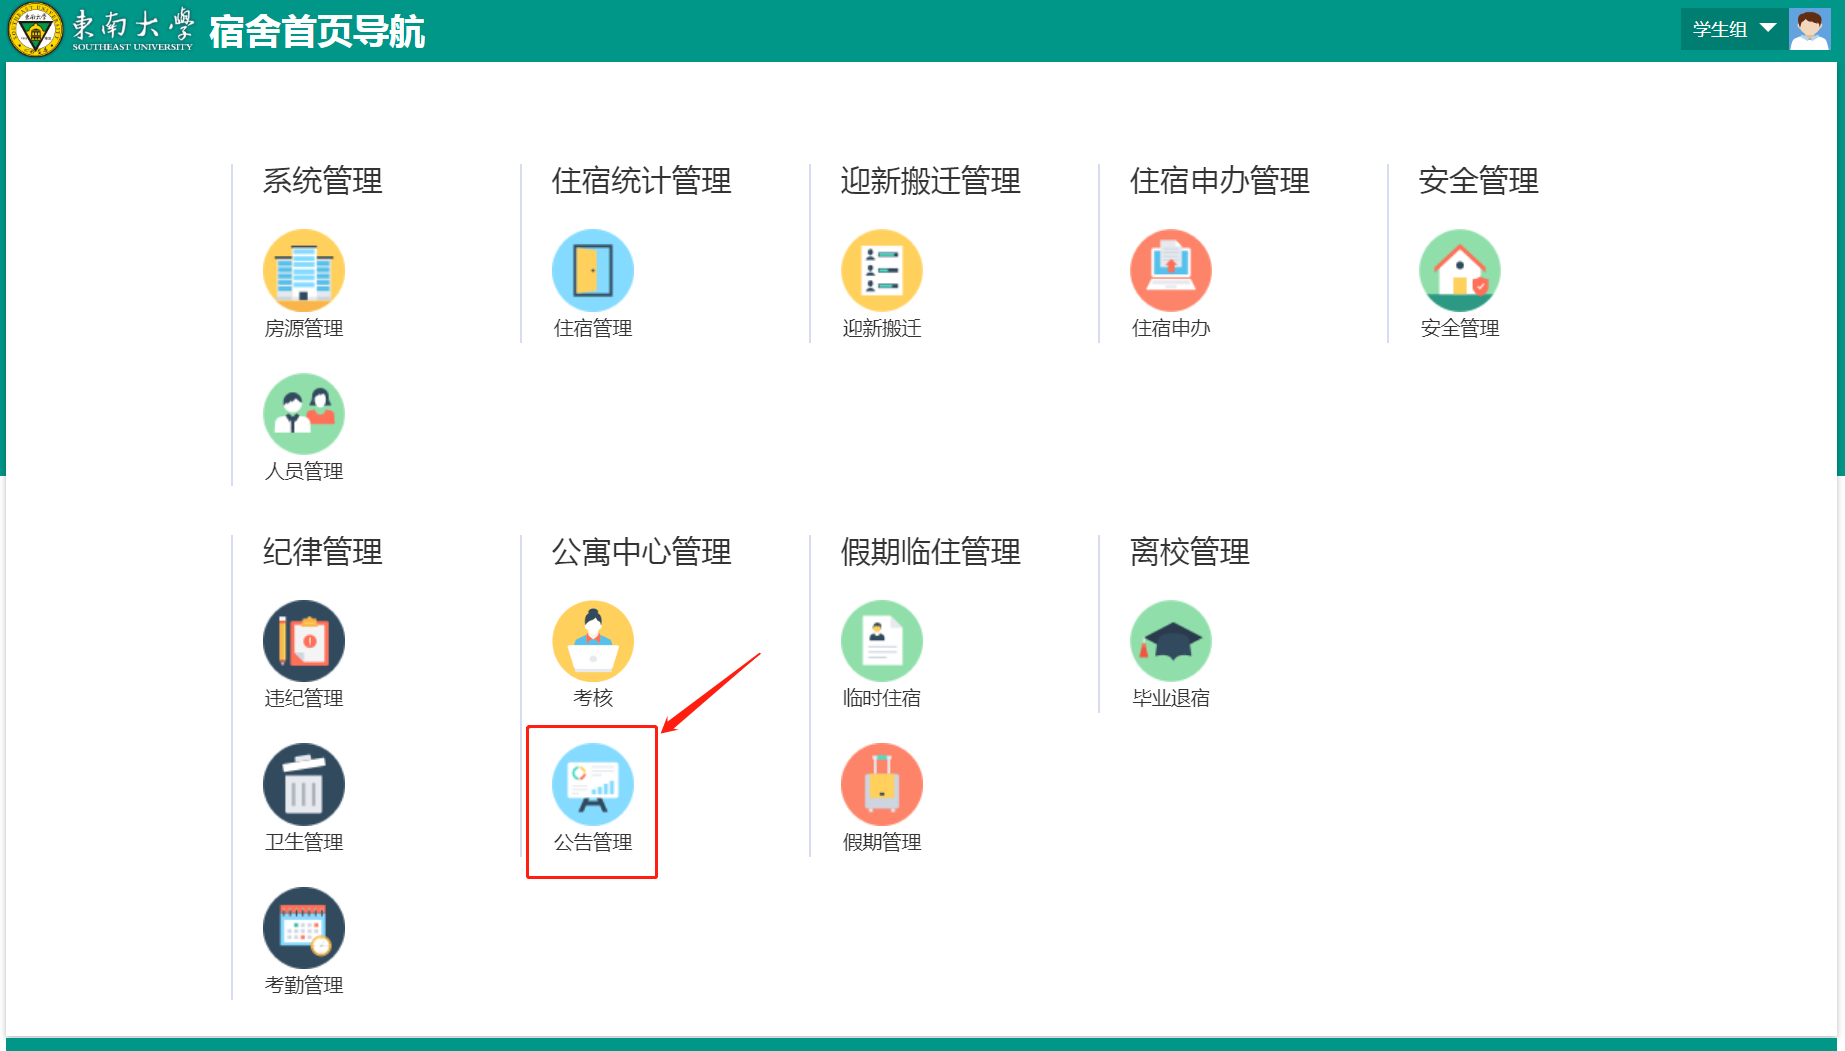 東南大學
SOUTHEAST UNIVERSITY
宿舍首页导航
学生组
系统管理
房源管理
人员管理
住宿统计管理
住宿管理
迎新搬迁管理
迎新搬迁
住宿申办管理
住宿申办
安全管理
安全管理
纪律管理
违纪管理
卫生管理
考勤管理
公寓中心管理
考核
公告管理
假期临住管理
临时住宿
假期管理
离校管理
毕业退宿